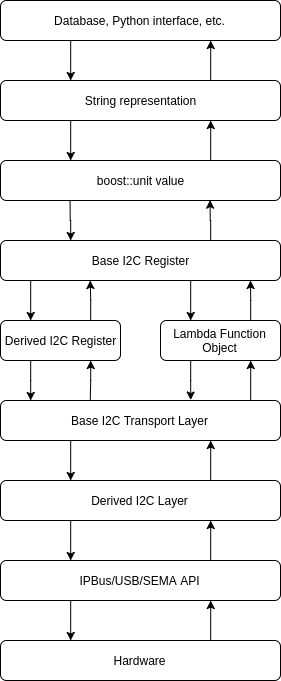 Database, Python interface, etc.
String representation
boost::unit value
Base I2C Register
Derived I2C Register
Lambda Function
Object
Base I2C Transport Layer
Derived I2C Layer
IPBus/USB/SEMA API
Hardware